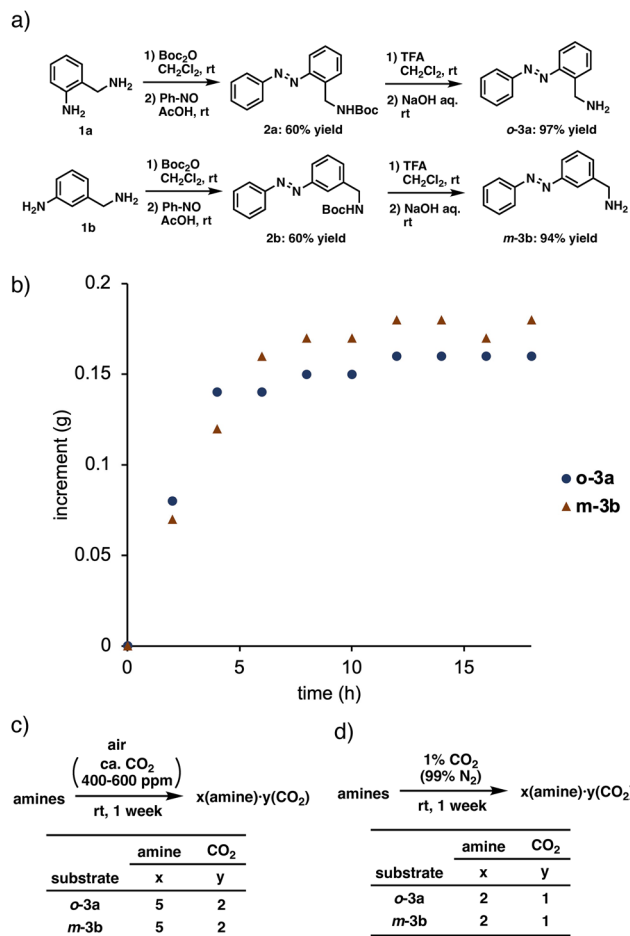 a)
1) Boc2O
CH2Cl2, rt
2) Ph-NO
AcOH, rt
NH2
NH2
1a
N
N
NHBoc
2a: 60% yield
1) TFA
CH2Cl2, rt
2) NaOH aq.
rt
N
N
NH2
o-3a: 97% yield
H2N
NH2
1b
1) Boc2O
CH2Cl2, rt
2) Ph-NO
AcOH, rt
N
N
BocHN
2b: 60% yield
1) TFA
CH2Cl2, rt
2) NaOH aq.
rt
N
N
NH2
m-3b: 94% yield
b)
0.2
0.15
0.1
0.05
0
increment (g)
0 5 10 15
time (h)
o-3a
m-3b
c)
air
ca. CO2
400-600 ppm
amines
x(amine)·y(CO2)
rt, 1 week
amine CO2
substrate x y
o-3a 5 2
m-3b 5 2
d)
1% CO2
(99% N2)
amines
x(amine)·y(CO2
rt, 1 week
amine CO2
substrate x y
o-3a 2 1
m-3b 2 1